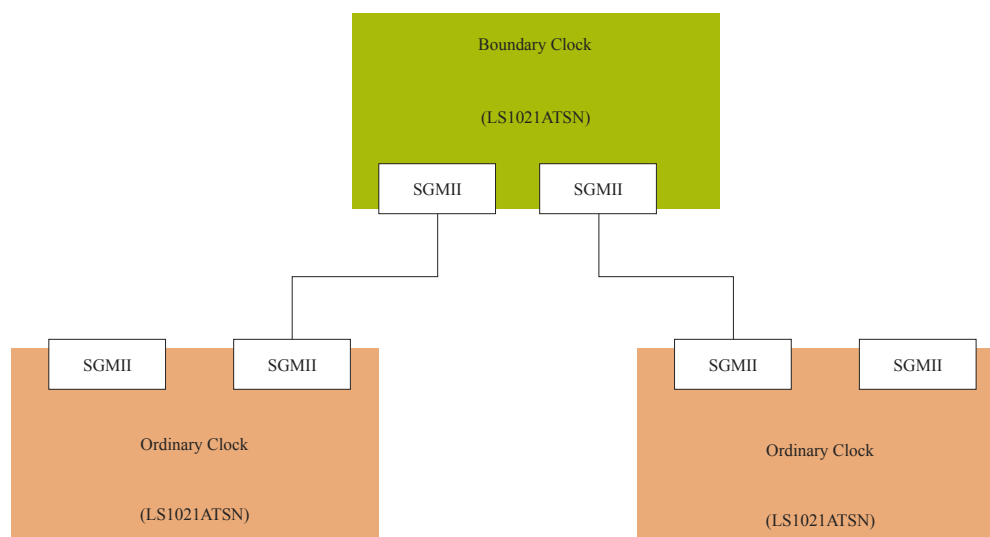 Boundary Clock
(LS1021ATSN)
SGMII
SGMII
SGMII
SGMII
SGMII
SGMII
Ordinary Clock
(LS1021ATSN)
Ordinary Clock
(LS1021ATSN)